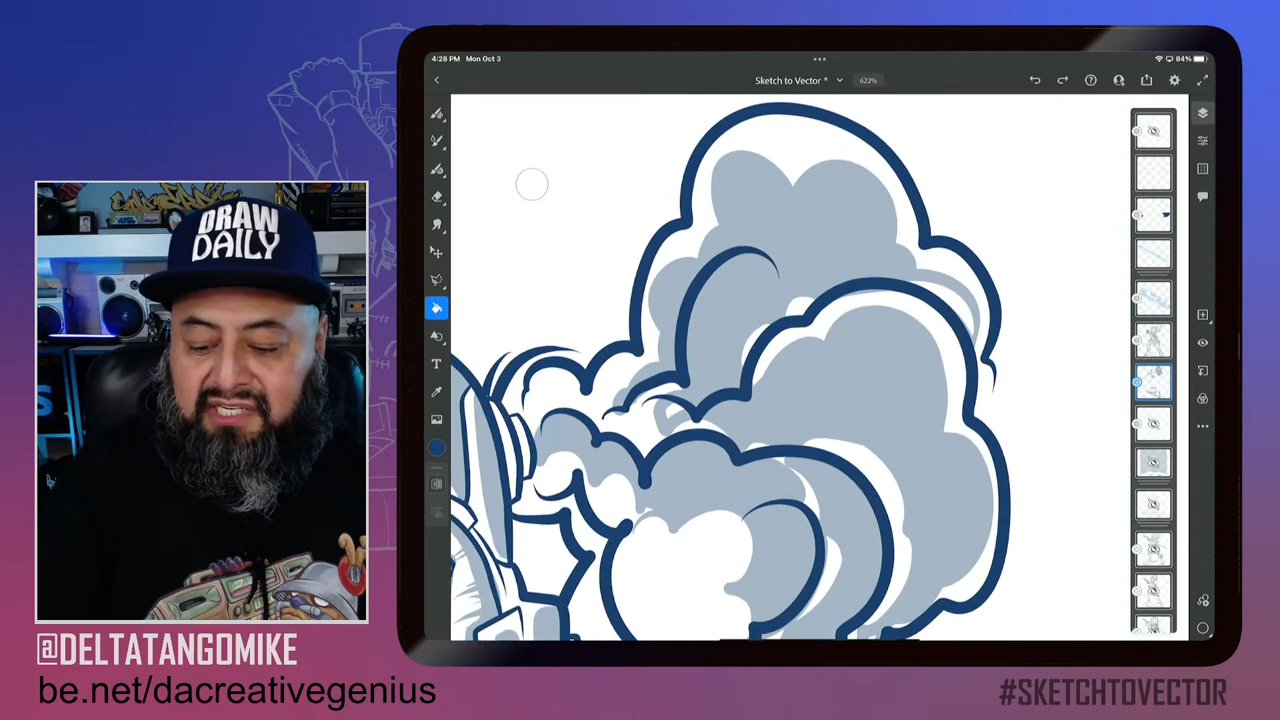 4:28 PM Mon Oct 3
84%
Sketch to Vector *
622%
T
DRAW
DAILY
S
@DELTATANGOMIKE
be.net/dacreativegenius
#SKETCHTOVECTOR